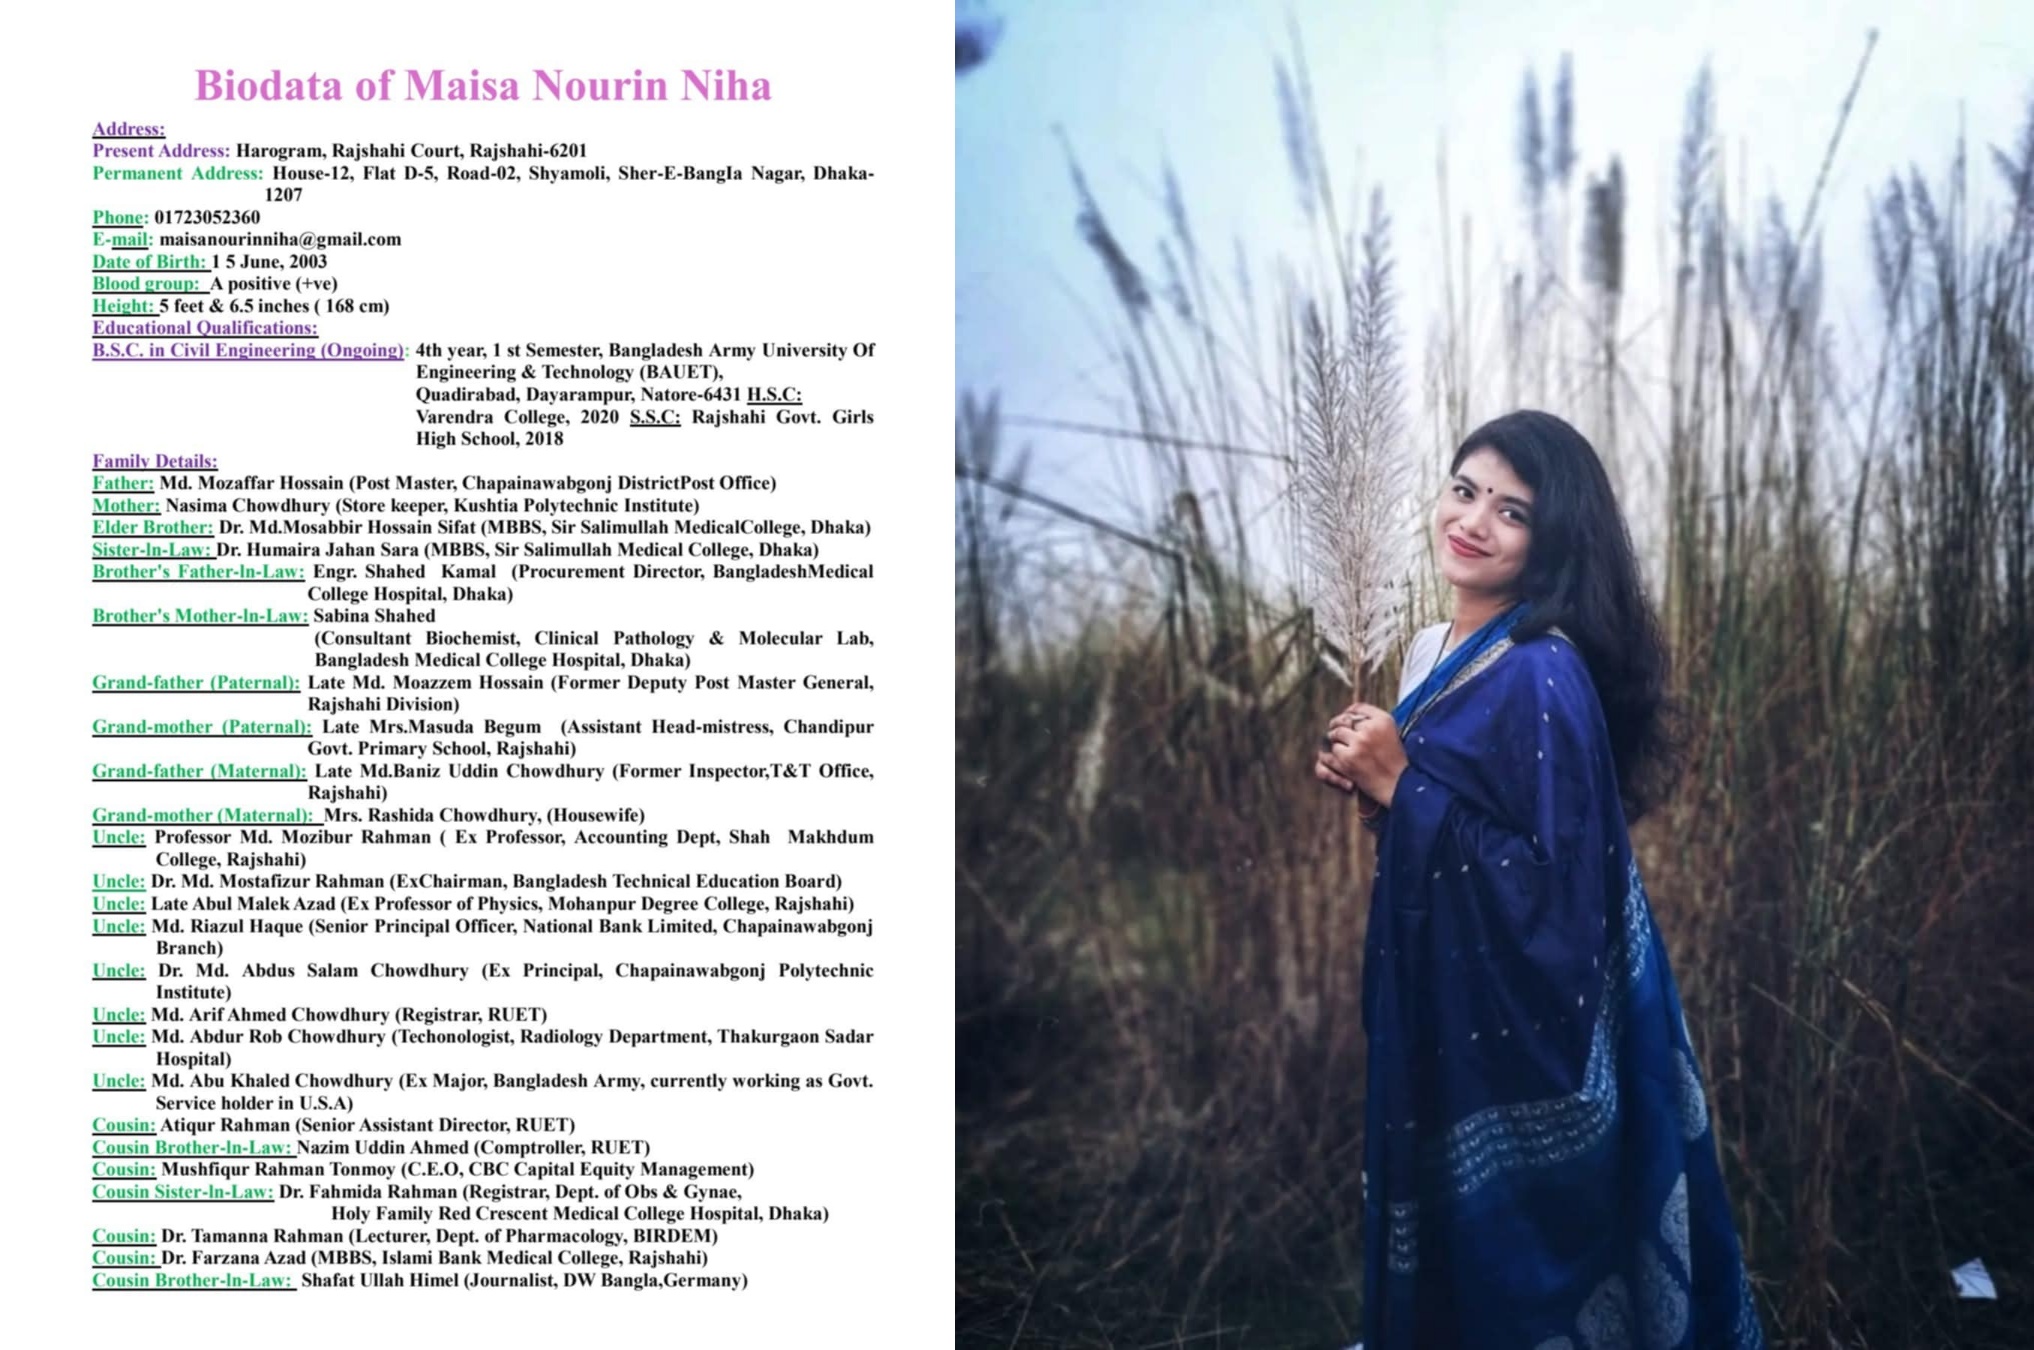 Biodata of Maisa Nourin Niha
Address:
Present Address: Harogram, Rajshahi Court, Rajshahi-6201
Permanent Address: House-12, Flat D-5, Road-02, Shyamoli, Sher-E-BangIa Nagar, Dhaka-
1207
Phone: 01723052360
E-mail: maisanourinniha@gmail.com
Date of Birth: 1 5 June, 2003
Blood group: A positive (+ve)
Height: 5 feet & 6.5 inches ( 168 cm)
Educational Qualifications:
B.S.C. in Civil Engineering (Ongoing): 4th year, 1 st Semester, Bangladesh Army University Of
Engineering & Technology (BAUET),
Quadirabad, Dayarampur, Natore-6431 H.S.C:
Varendra College, 2020 S.S.C: Rajshahi Govt. Girls
High School, 2018
Family Details:
Father: Md. Mozaffar Hossain (Post Master, Chapainawabgonj DistrictPost Office)
Mother: Nasima Chowdhury (Store keeper, Kushtia Polytechnic Institute)
Elder Brother: Dr. Md.Mosabbir Hossain Sifat (MBBS, Sir Salimullah MedicalCollege, Dhaka)
Sister-ln-Law: Dr. Humaira Jahan Sara (MBBS, Sir Salimullah Medical College, Dhaka)
Brother's Father-ln-Law: Engr. Shahed Kamal (Procurement Director, BangladeshMedical
College Hospital, Dhaka)
Brother's Mother-ln-Law: Sabina Shahed
(Consultant Biochemist, Clinical Pathology & Molecular Lab,
Bangladesh Medical College Hospital, Dhaka)
Grand-father (Paternal): Late Md. Moazzem Hossain (Former Deputy Post Master General,
Rajshahi Division)
Grand-mother (Paternal): Late Mrs.Masuda Begum (Assistant Head-mistress, Chandipur
Govt. Primary School, Rajshahi)
Grand-father (Maternal): Late Md.Baniz Uddin Chowdhury (Former Inspector,T&T Office,
Rajshahi)
Grand-mother (Maternal): Mrs. Rashida Chowdhury, (Housewife)
Uncle: Professor Md. Mozibur Rahman ( Ex Professor, Accounting Dept, Shah Makhdum
College, Rajshahi)
Uncle: Dr. Md. Mostafizur Rahman (ExChairman, Bangladesh Technical Education Board)
Uncle: Late Abul Malek Azad (Ex Professor of Physics, Mohanpur Degree College, Rajshahi)
Uncle: Md. Riazul Haque (Senior Principal Officer, National Bank Limited, Chapainawabgonj
Branch)
Uncle: Dr. Md. Abdus Salam Chowdhury (Ex Principal, Chapainawabgonj Polytechnic
Institute)
Uncle: Md. Arif Ahmed Chowdhury (Registrar, RUET)
Uncle: Md. Abdur Rob Chowdhury (Techonologist, Radiology Department, Thakurgaon Sadar
Hospital)
Uncle: Md. Abu Khaled Chowdhury (Ex Major, Bangladesh Army, currently working as Govt.
Service holder in U.S.A)
Cousin: Atiqur Rahman (Senior Assistant Director, RUET)
Cousin Brother-ln-Law: Nazim Uddin Ahmed (Comptroller, RUET)
Cousin: Mushfiqur Rahman Tonmoy (C.E.O, CBC Capital Equity Management)
Cousin Sister-ln-Law: Dr. Fahmida Rahman (Registrar, Dept. of Obs & Gynae,
Holy Family Red Crescent Medical College Hospital, Dhaka)
Cousin: Dr. Tamanna Rahman (Lecturer, Dept. of Pharmacology, BIRDEM)
Cousin: Dr. Farzana Azad (MBBS, Islami Bank Medical College, Rajshahi)
Cousin Brother-ln-Law: Shafat Ullah Himel (Journalist, DW Bangla,Germany)